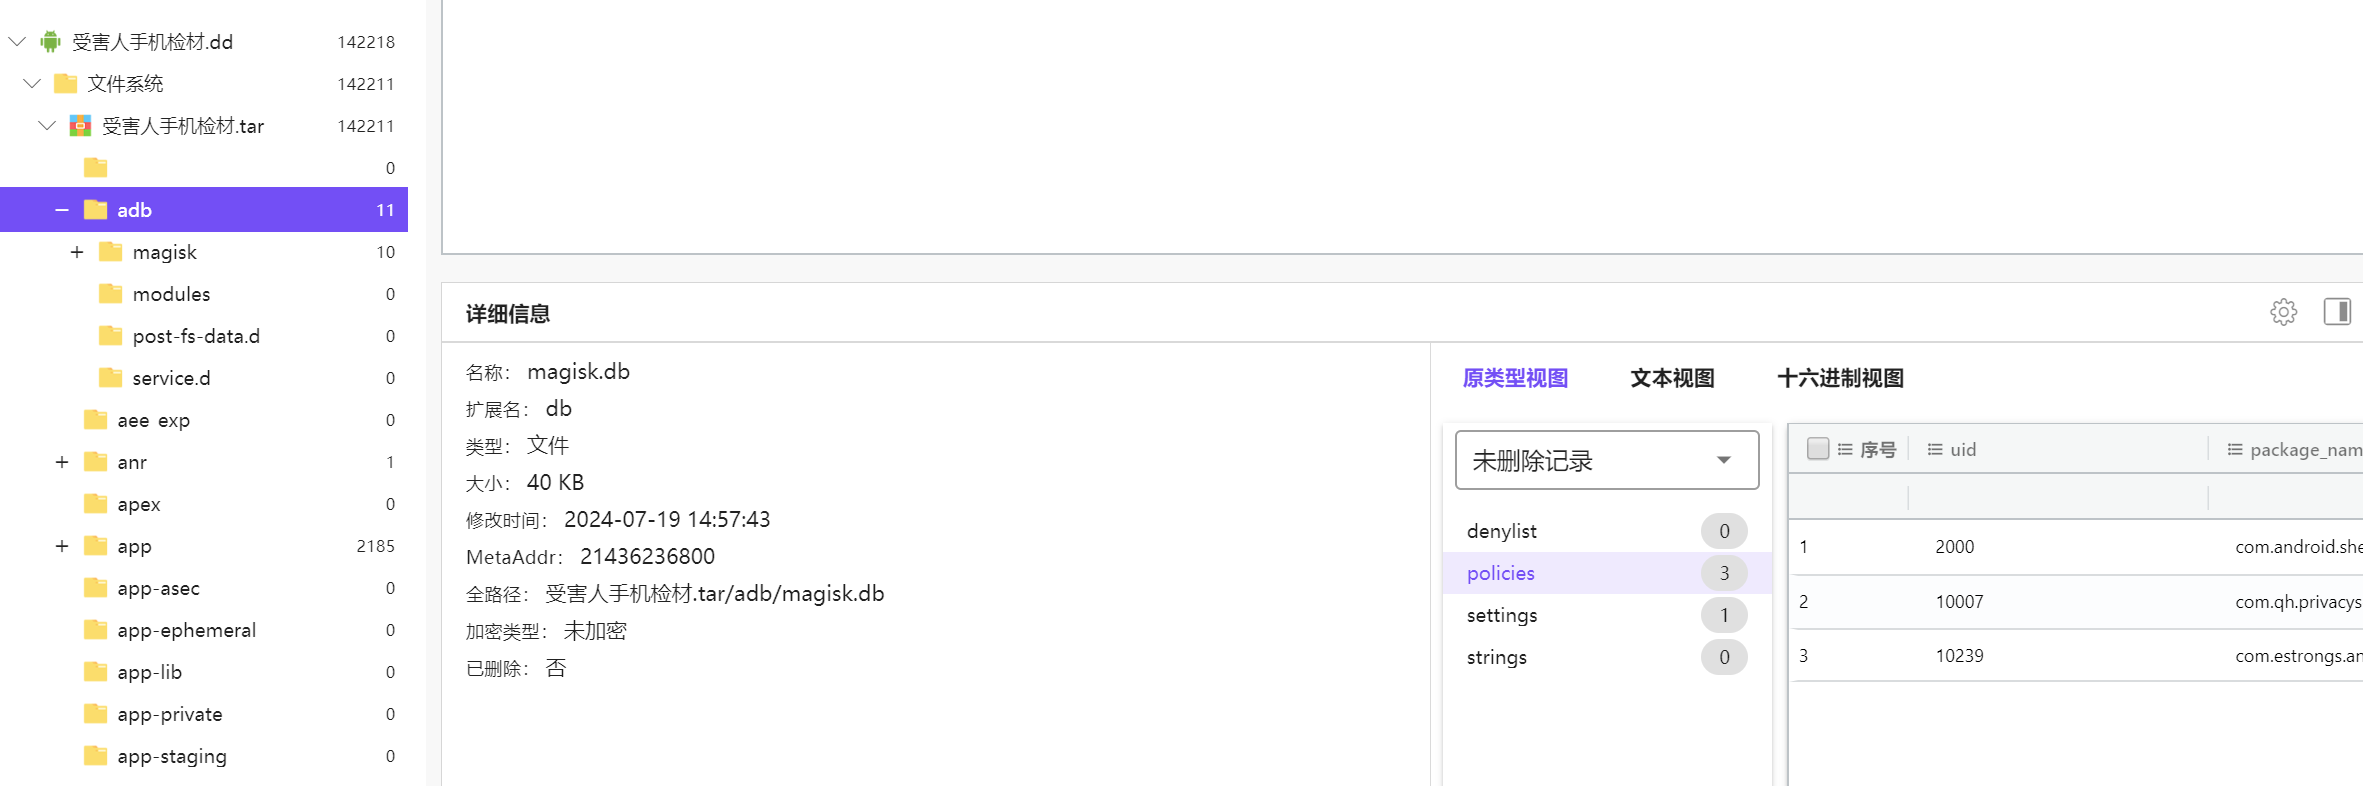 受害人手机检材.dd 142218
文件系统 142211
受害人手机检材.tar 142211
0
adb 11
magisk 10
modules 0
post-fs-data.d 0
service.d 0
aee exp 0
anr 1
apex 0
app 2185
app-asec 0
app-ephemeral 0
app-lib 0
app-private 0
app-staging 0
详细信息
名称： magisk.db
扩展名： db
类型： 文件
大小： 40 KB
修改时间： 2024-07-19 14:57:43
MetaAddr： 21436236800
全路径： 受害人手机检材.tar/adb/magisk.db
加密类型： 未加密
已删除： 否
原类型视图 文本视图 十六进制视图
未删除记录
denylist 0
policies 3
settings 1
strings 0
序号 uid package_nam
1 2000 com.android.she
2 10007 com.qh.privacys
3 10239 com.estrongs.an